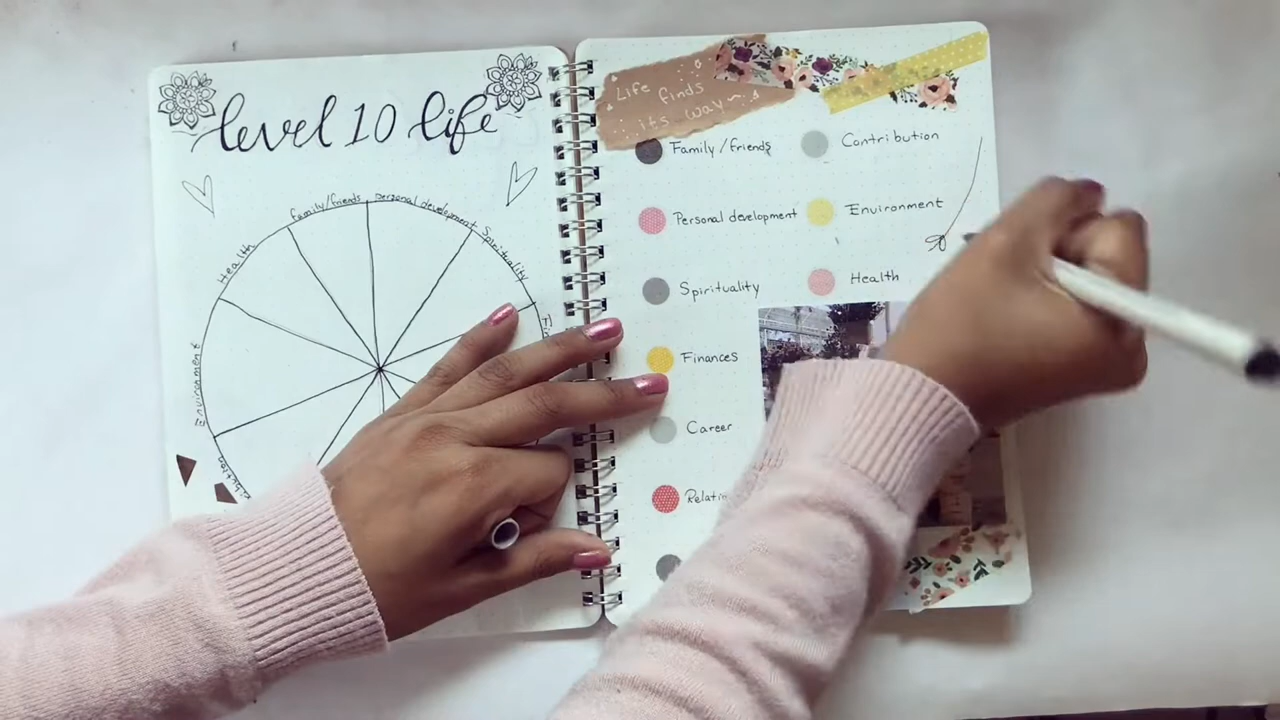 level 10 life
family/friends
personal development
Spirituality
Health
Environment
Life finds
its way
Family/friends
Contribution
Personal development
Environment
Spirituality
Health
Finances
Career